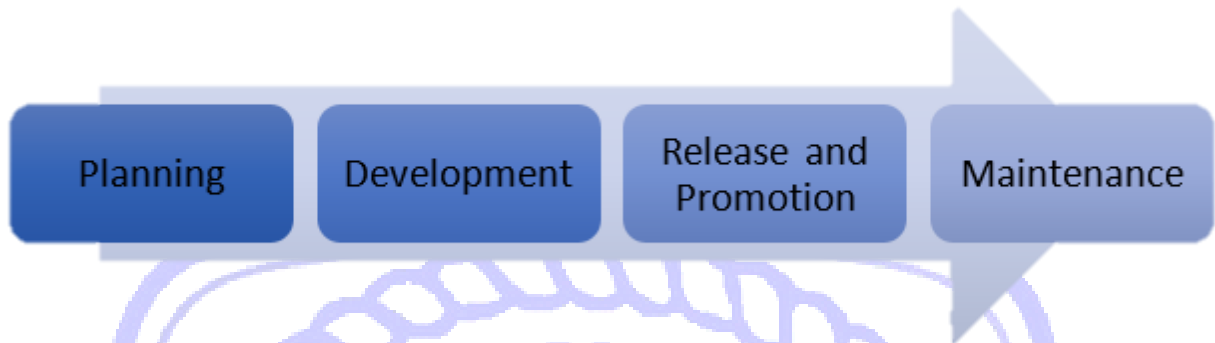 Planning
Development
Release and
Promotion
Maintenance